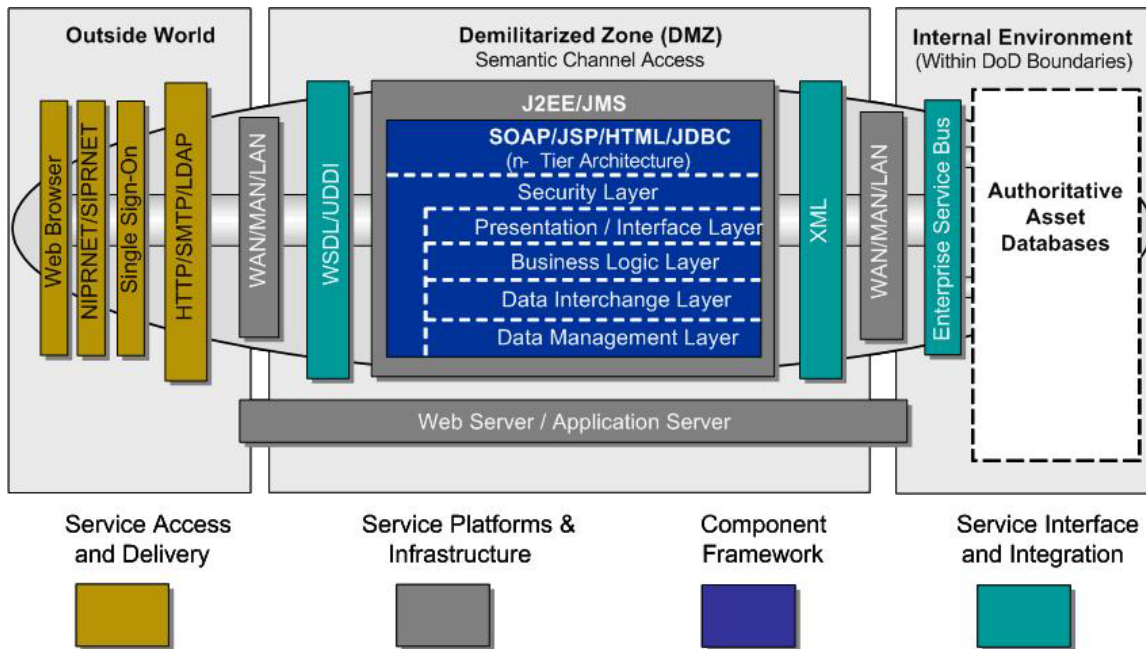 Outside World
Demilitarized Zone (DMZ)
Semantic Channel Access
Internal Environment
(Within DoD Boundaries)
Web Browser
NIPRNET/SIPRNET
Single Sign-On
HTTP/SMTP/LDAP
WAN/MAN/LAN
WSDL/UDDI
J2EE/JMS
SOAP/JSP/HTML/JDBC
(n- Tier Architecture)
Security Layer
Presentation / Interface Layer
Business Logic Layer
Data Interchange Layer
Data Management Layer
XML
WAN/MAN/LAN
Enterprise Service Bus
Authoritative
Asset
Databases
Web Server / Application Server
Service Access
and Delivery
Service Platforms &
Infrastructure
Component
Framework
Service Interface
and Integration